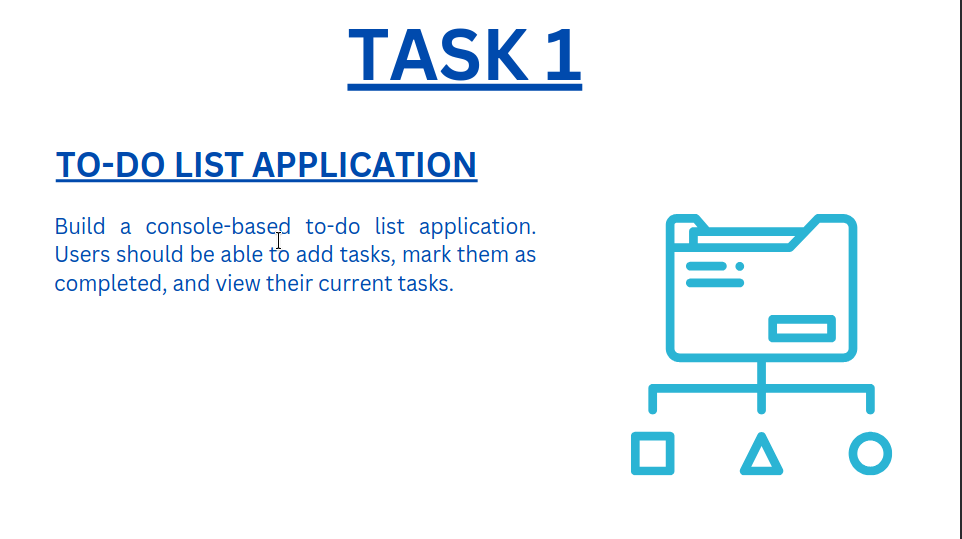 TASK 1
TO-DO LIST APPLICATION
Build a console-based to-do list application.
Users should be able to add tasks, mark them as
completed, and view their current tasks.